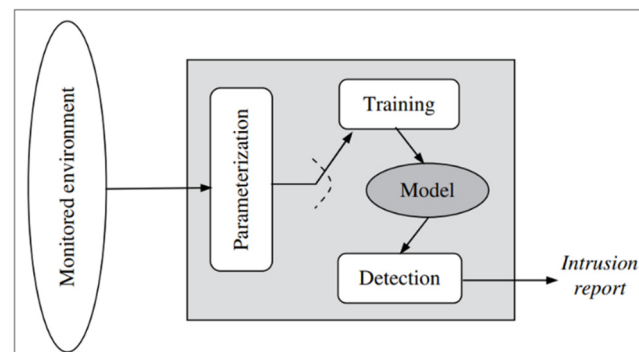 Monitored environment
Parameterization
Training
Model
Detection
Intrusion
report